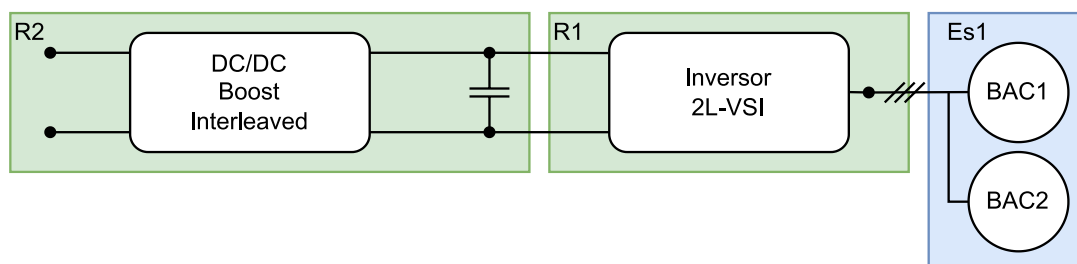 R2
DC/DC
Boost
Interleaved
R1
Inversor
2L-VSI
Es1
BAC1
BAC2